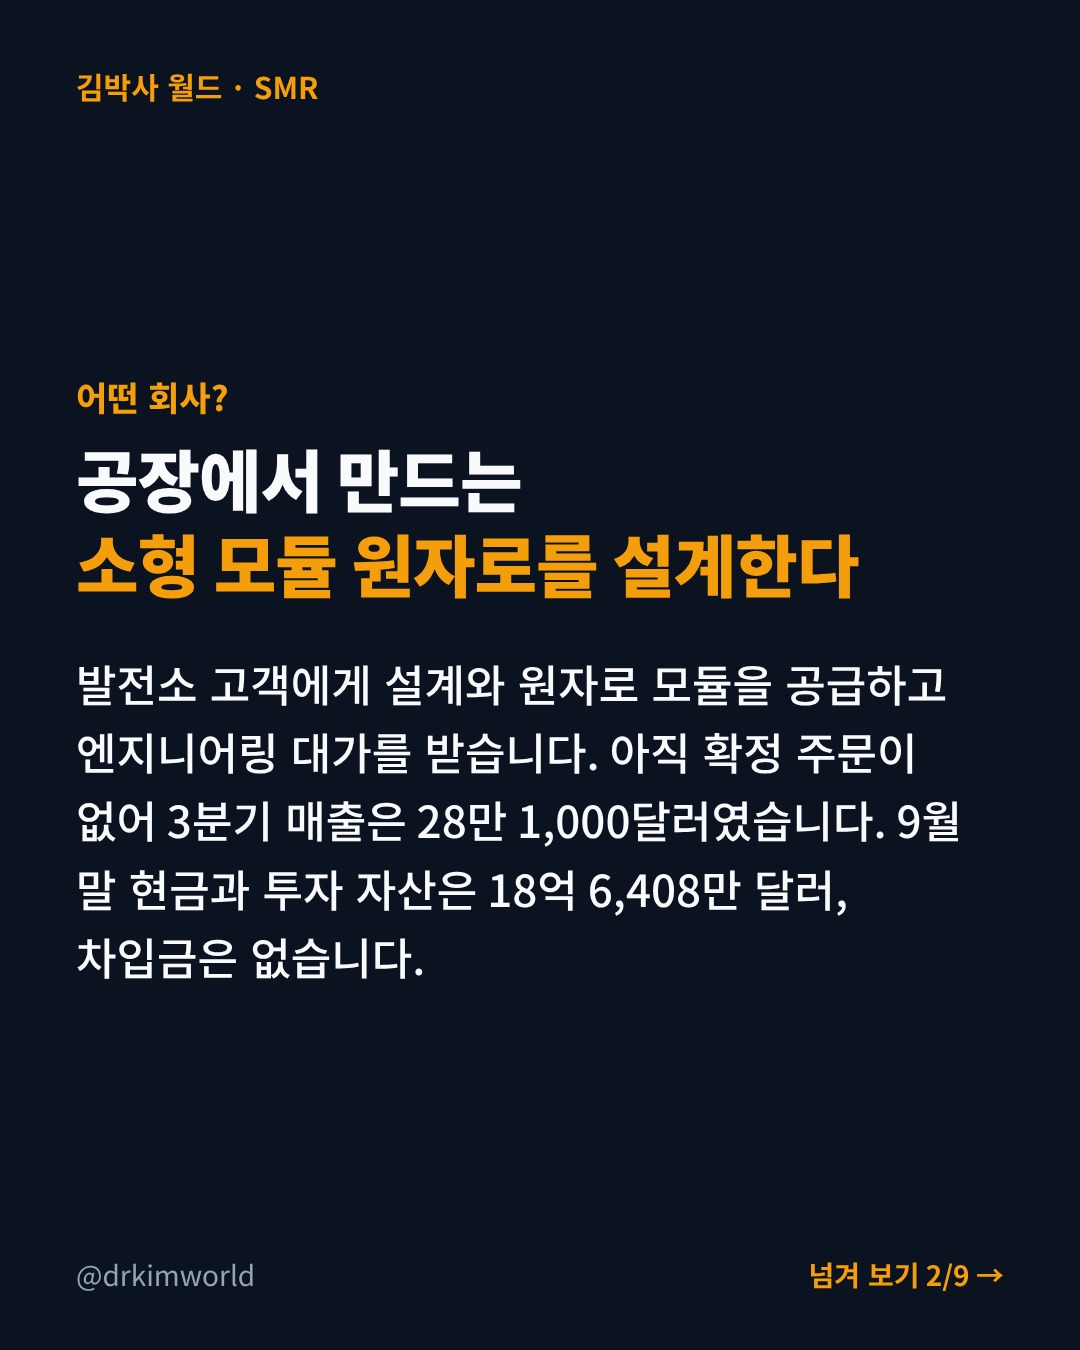 김박사 월드 · SMR
어떤 회사?
공장에서 만드는
소형 모듈 원자로를 설계한다
발전소 고객에게 설계와 원자로 모듈을 공급하고
엔지니어링 대가를 받습니다. 아직 확정 주문이
없어 3분기 매출은 28만 1,000달러였습니다. 9월
말 현금과 투자 자산은 18억 6,408만 달러,
차입금은 없습니다.
@drkimworld
넘겨 보기 2/9 →